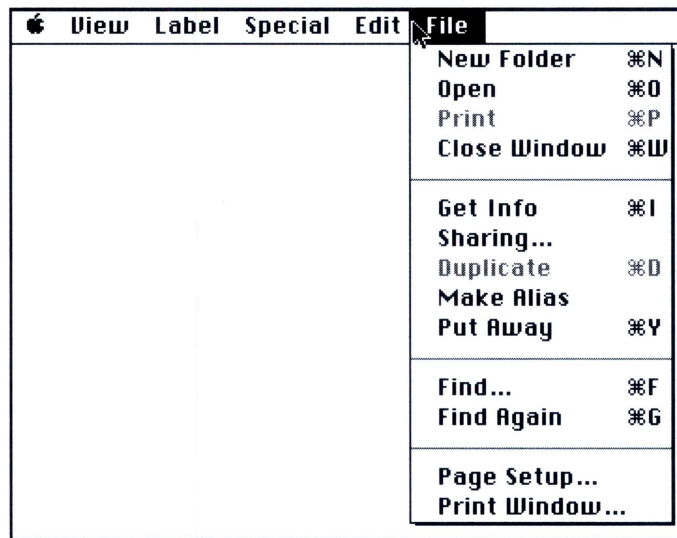 View Label Special Edit File
New Folder ⌘N
Open ⌘O
Print ⌘P
Close Window ⌘W
Get Info ⌘I
Sharing...
Duplicate ⌘D
Make Alias
Put Away ⌘Y
Find... ⌘F
Find Again ⌘G
Page Setup...
Print Window...